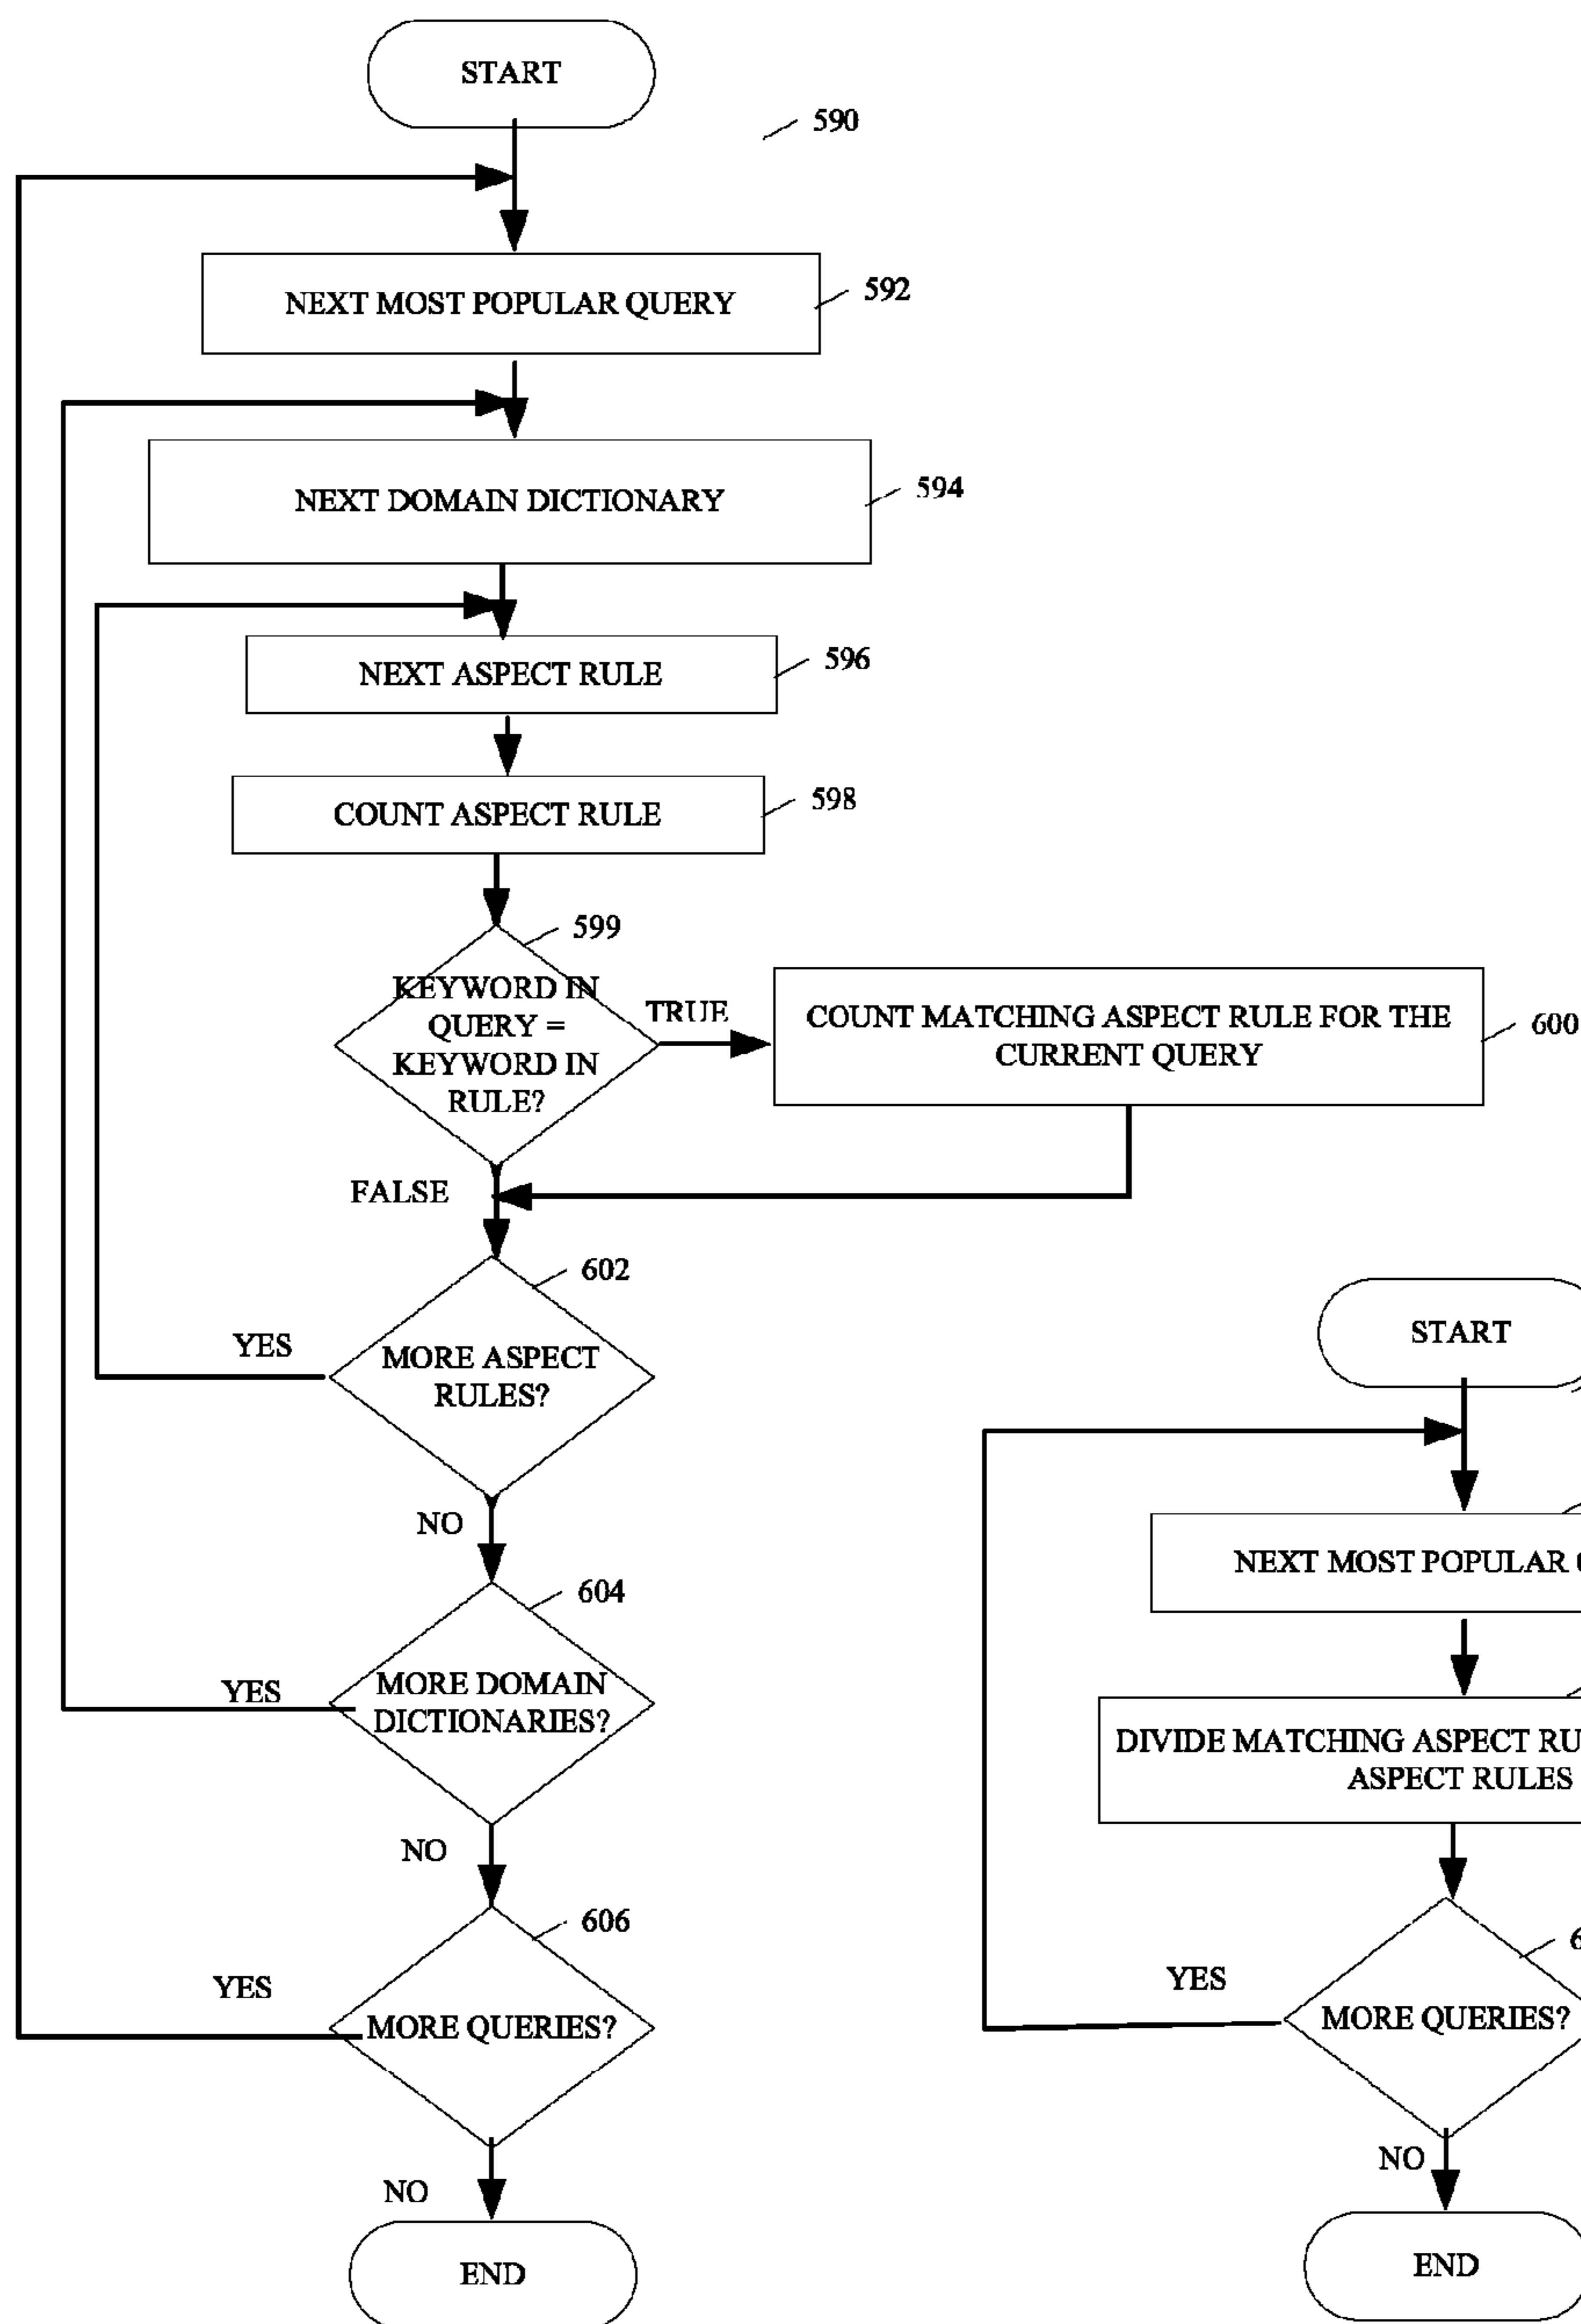 START
590
NEXT MOST POPULAR QUERY
592
NEXT DOMAIN DICTIONARY
594
NEXT ASPECT RULE
596
COUNT ASPECT RULE
598
599
KEYWORD IN
QUERY =
KEYWORD IN
RULE?
TRUE
COUNT MATCHING ASPECT RULE FOR THE
CURRENT QUERY
600
FALSE
602
MORE ASPECT
RULES?
YES
NO
604
MORE DOMAIN
DICTIONARIES?
YES
NO
606
MORE QUERIES?
YES
NO
END
START
NEXT MOST POPULAR
DIVIDE MATCHING ASPECT
ASPECT RULES
MORE QUERIES?
YES
NO
END